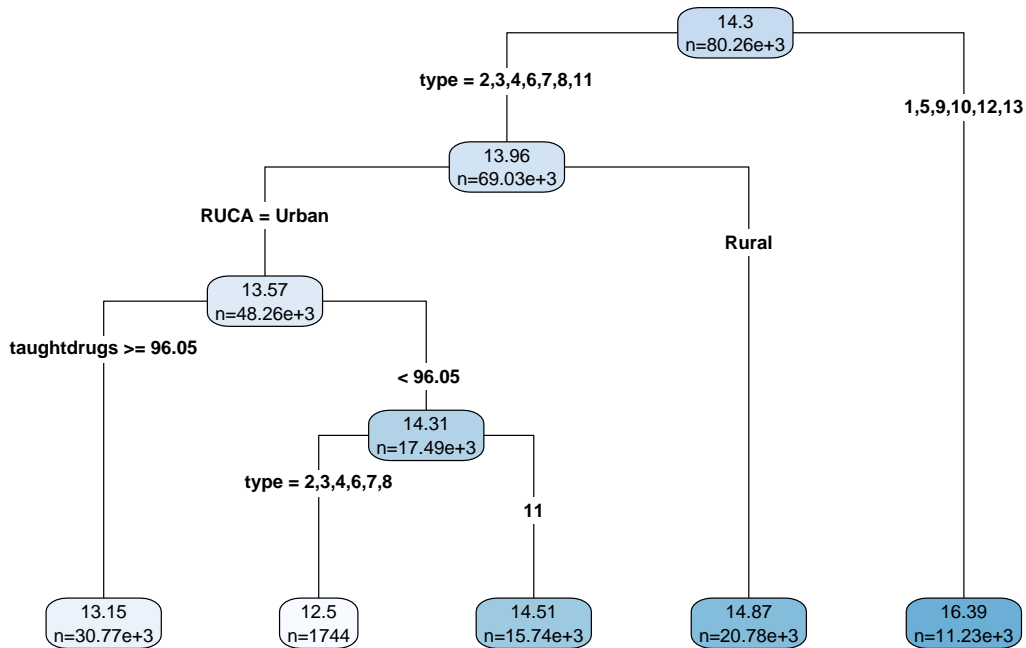 14.3
n=80.26e+3
type = 2,3,4,6,7,8,11
1,5,9,10,12,13
13.96
n=69.03e+3
RUCA = Urban
Rural
13.57
n=48.26e+3
taughtdrugs >= 96.05
< 96.05
14.31
n=17.49e+3
type = 2,3,4,6,7,8
11
13.15
n=30.77e+3
12.5
n=1744
14.51
n=15.74e+3
14.87
n=20.78e+3
16.39
n=11.23e+3